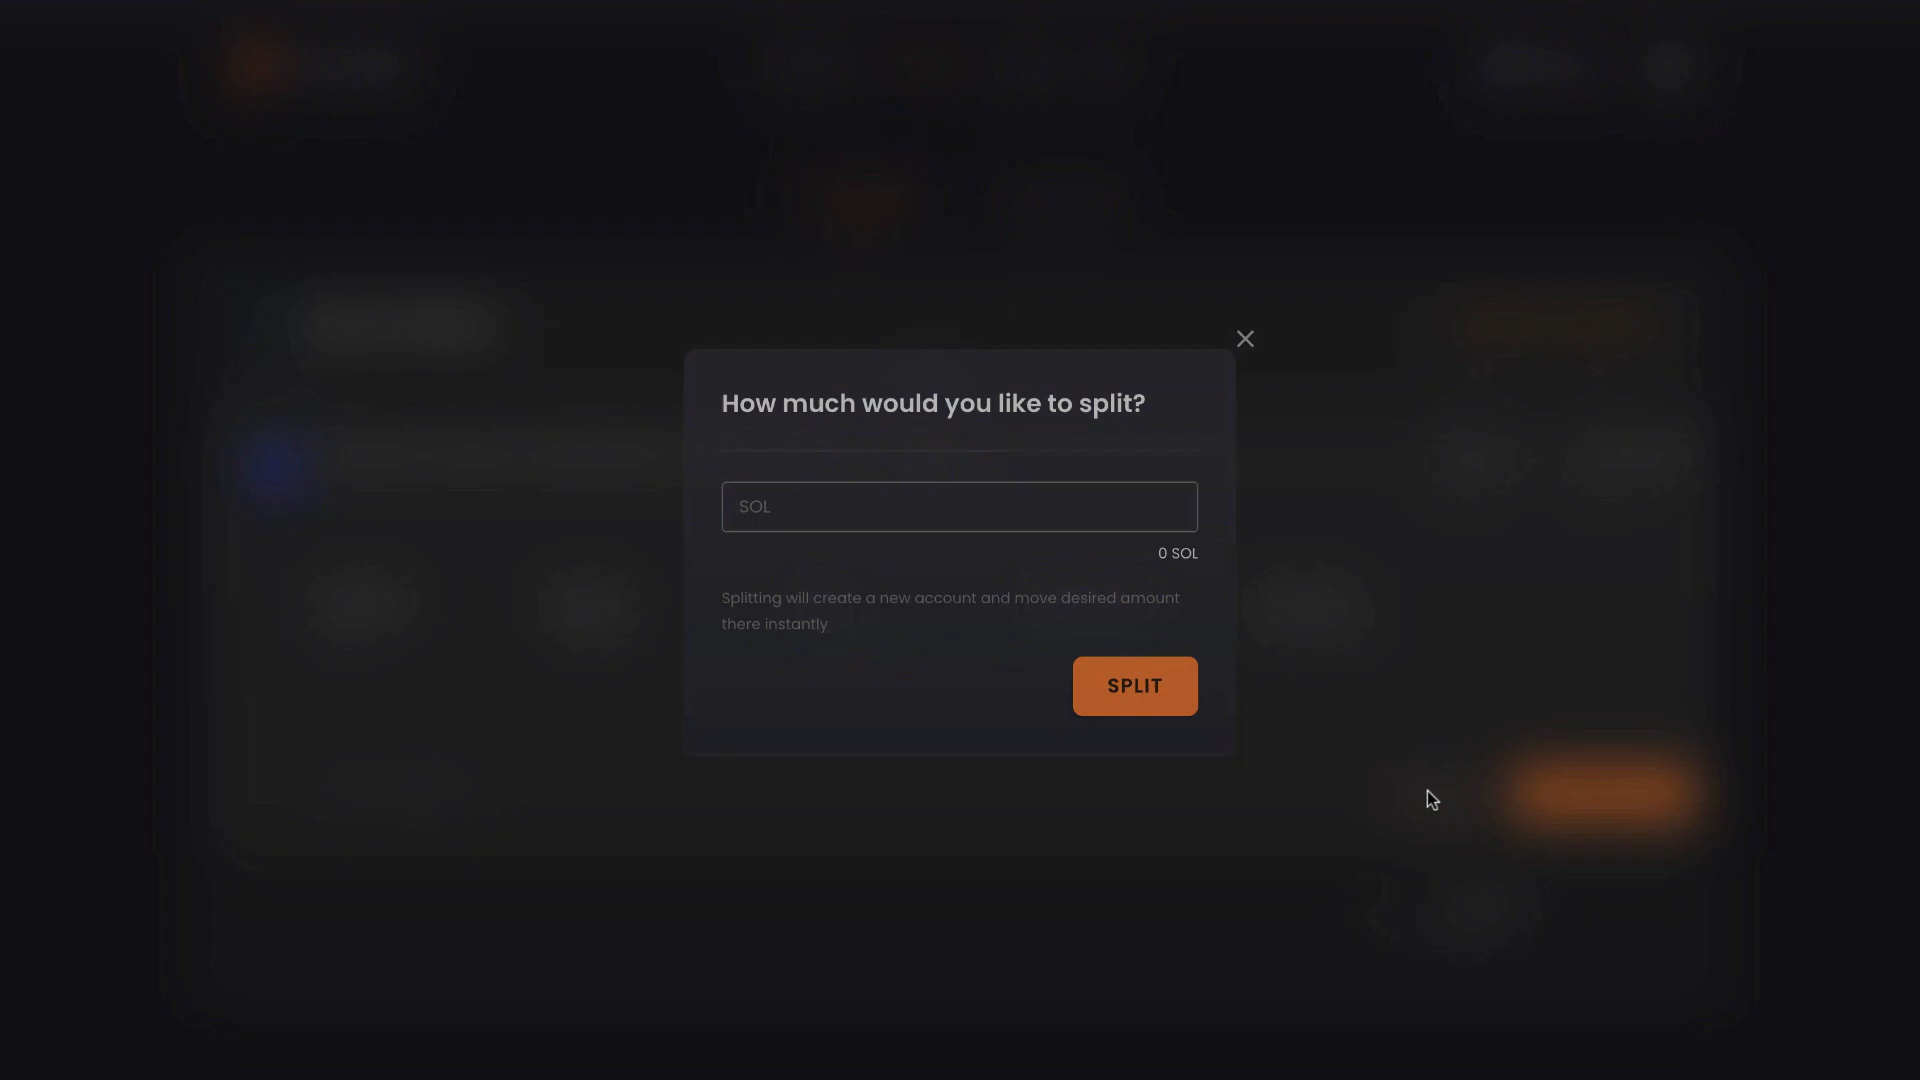 How much would you like to split?
SOL
0 SOL
Splitting will create a new account and move desired amount
there instantly
SPLIT